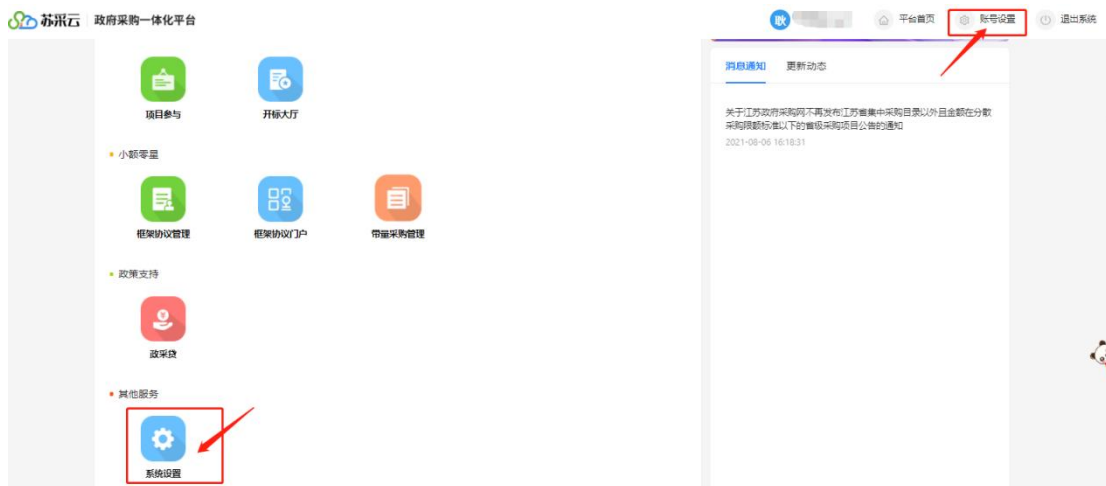 苏采云 政府采购一体化平台
耿 平台首页 账号设置 退出系统
项目参与 开标大厅
小额零星
框架协议管理 框架协议门户 带量采购管理
政策支持
政采贷
其他服务
系统设置
消息通知 更新动态
关于江苏政府采购网不再发布江苏省集中采购目录以外且金额在分散
采购限额标准以下的省级采购项目公告的通知
2021-08-06 16:18:31